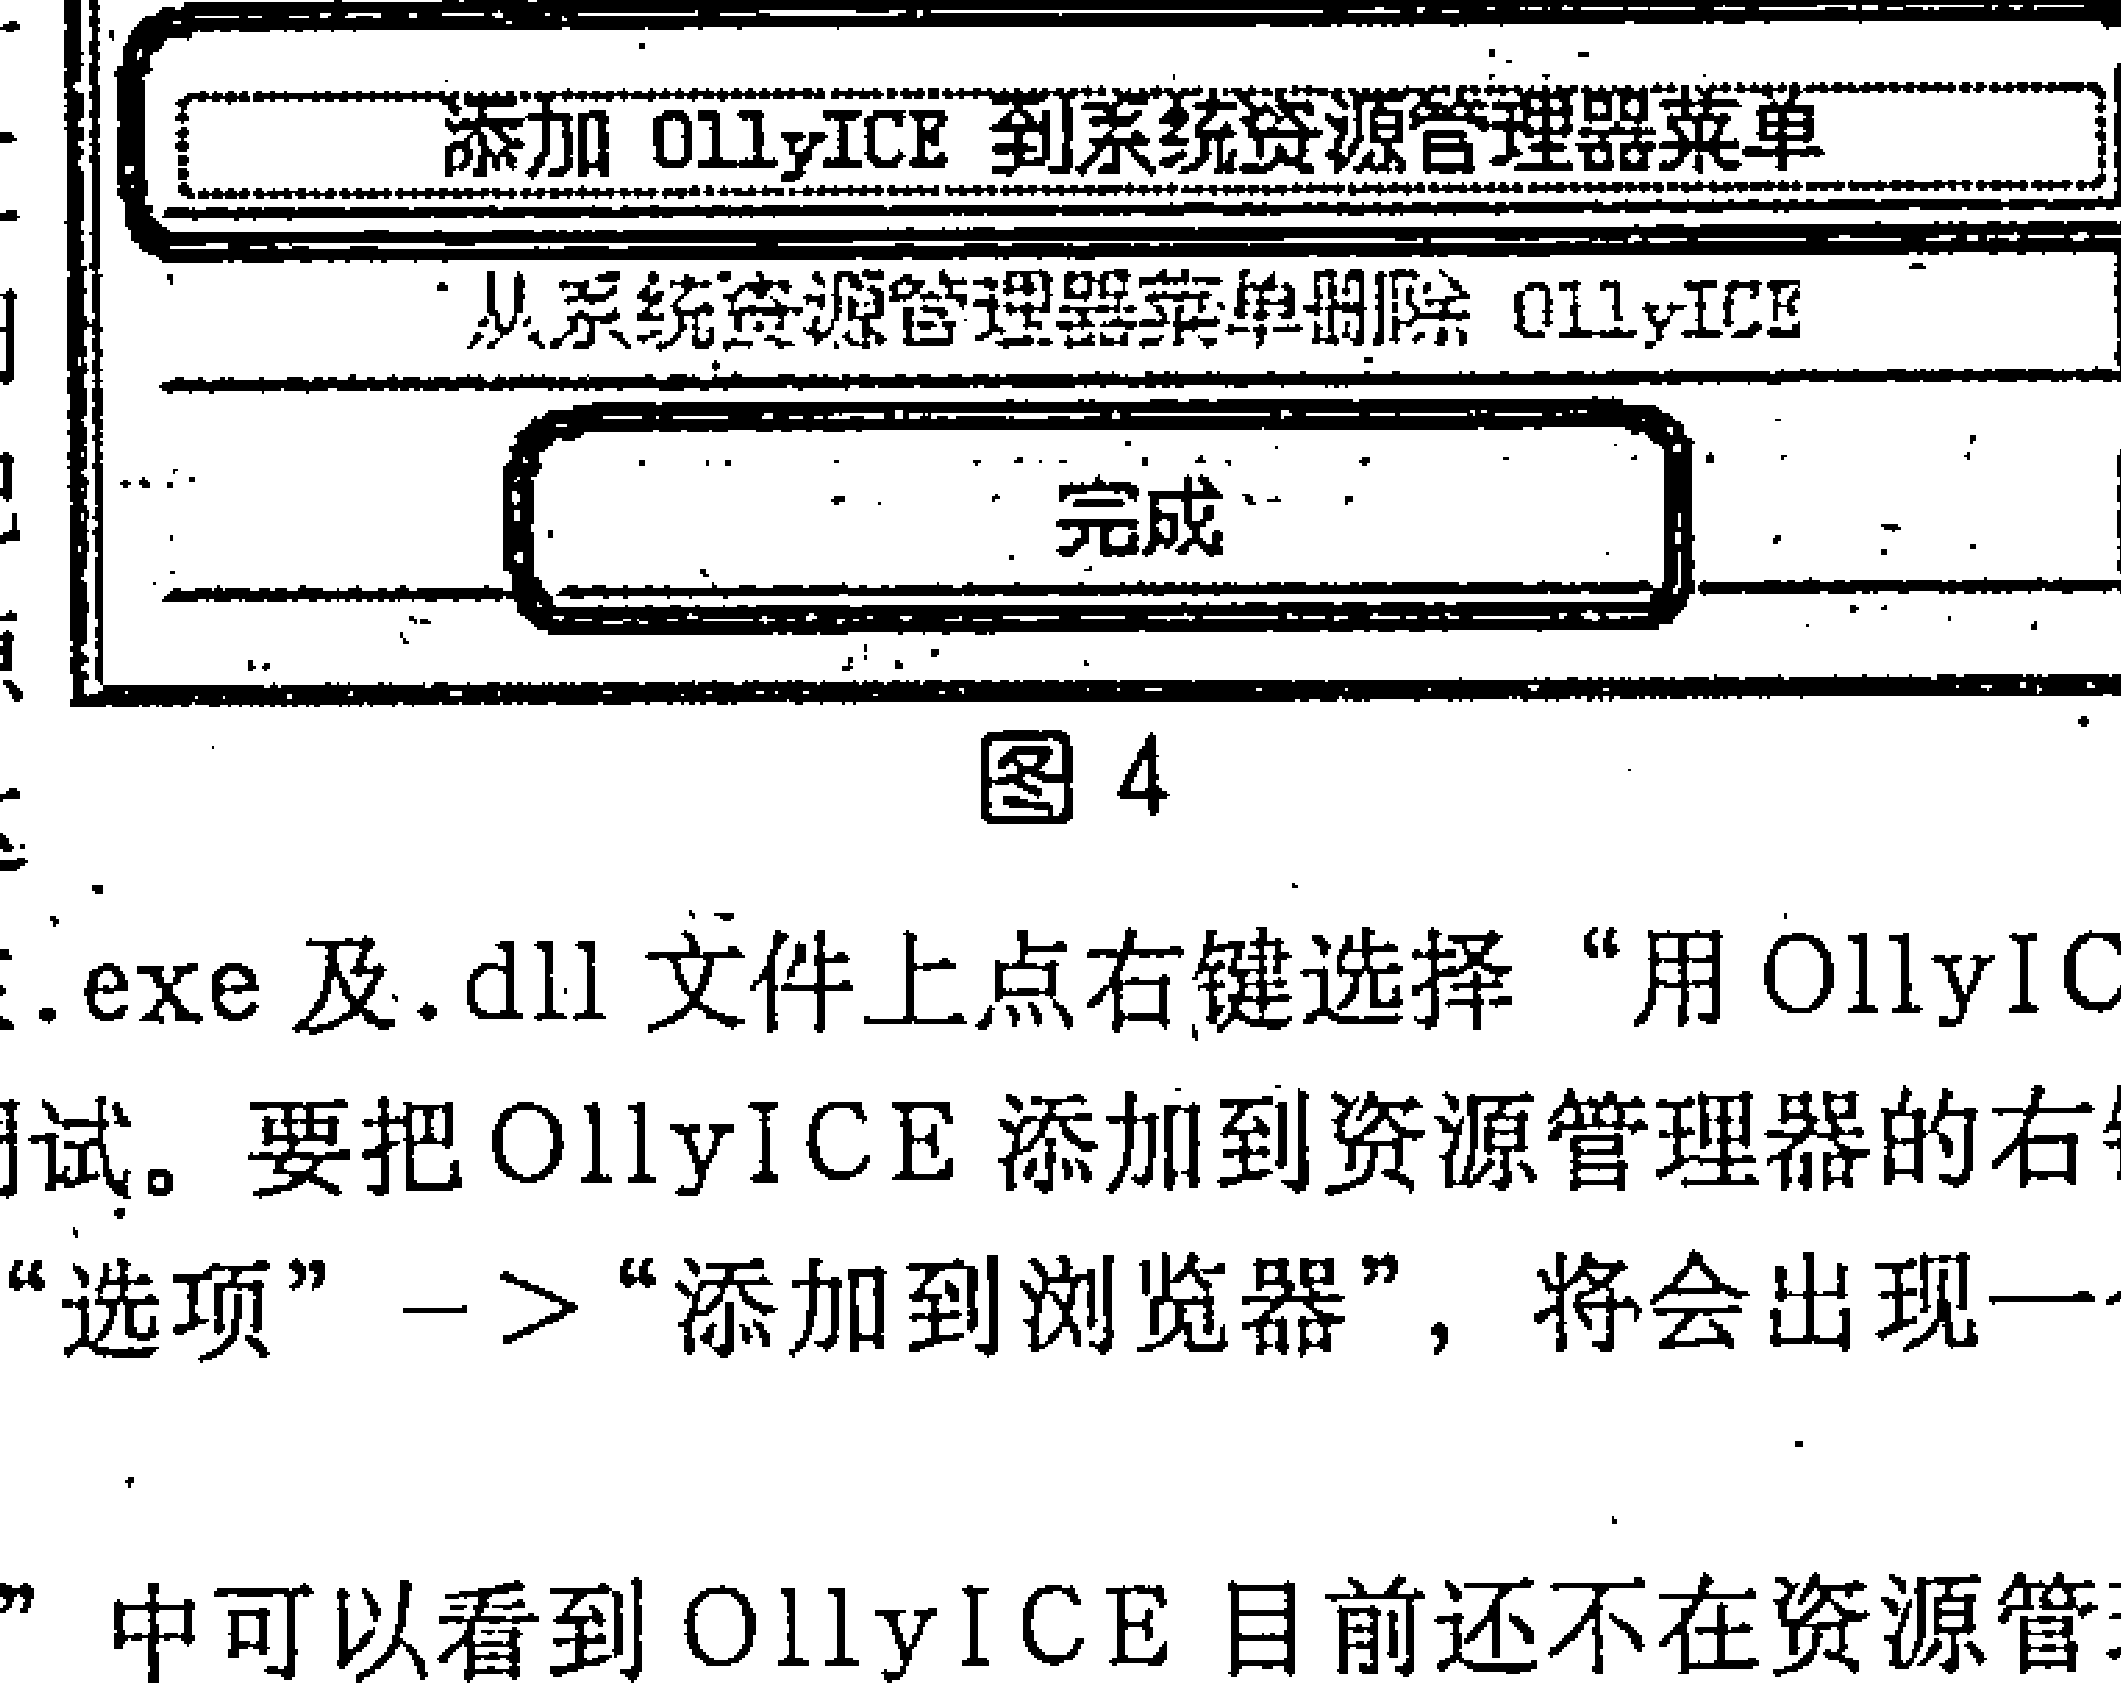 添加 OllyICE 到系统资源管理器菜单
从系统资源管理器菜单删除 OllyICE
完成
图 4
.exe 及.dll 文件上点右键选择 “用 OllyIC
试。要把 OllyICE 添加到资源管理器的右
“选项” －＞“添加到浏览器”，将会出现一
” 中可以看到 OllyICE 目前还不在资源管